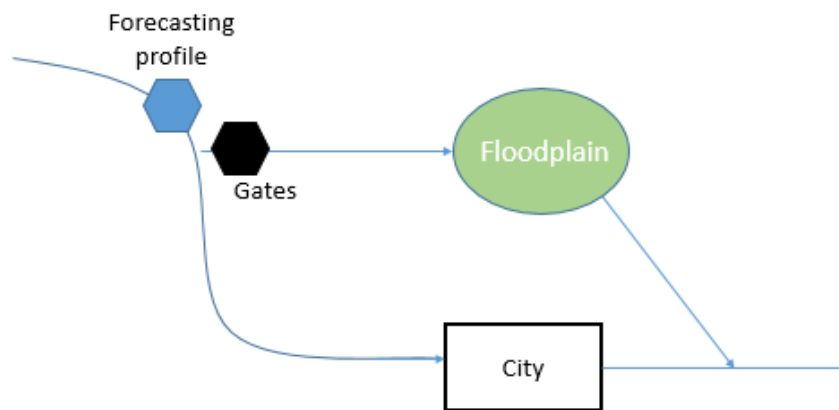 Forecasting
profile
Gates
Floodplain
City